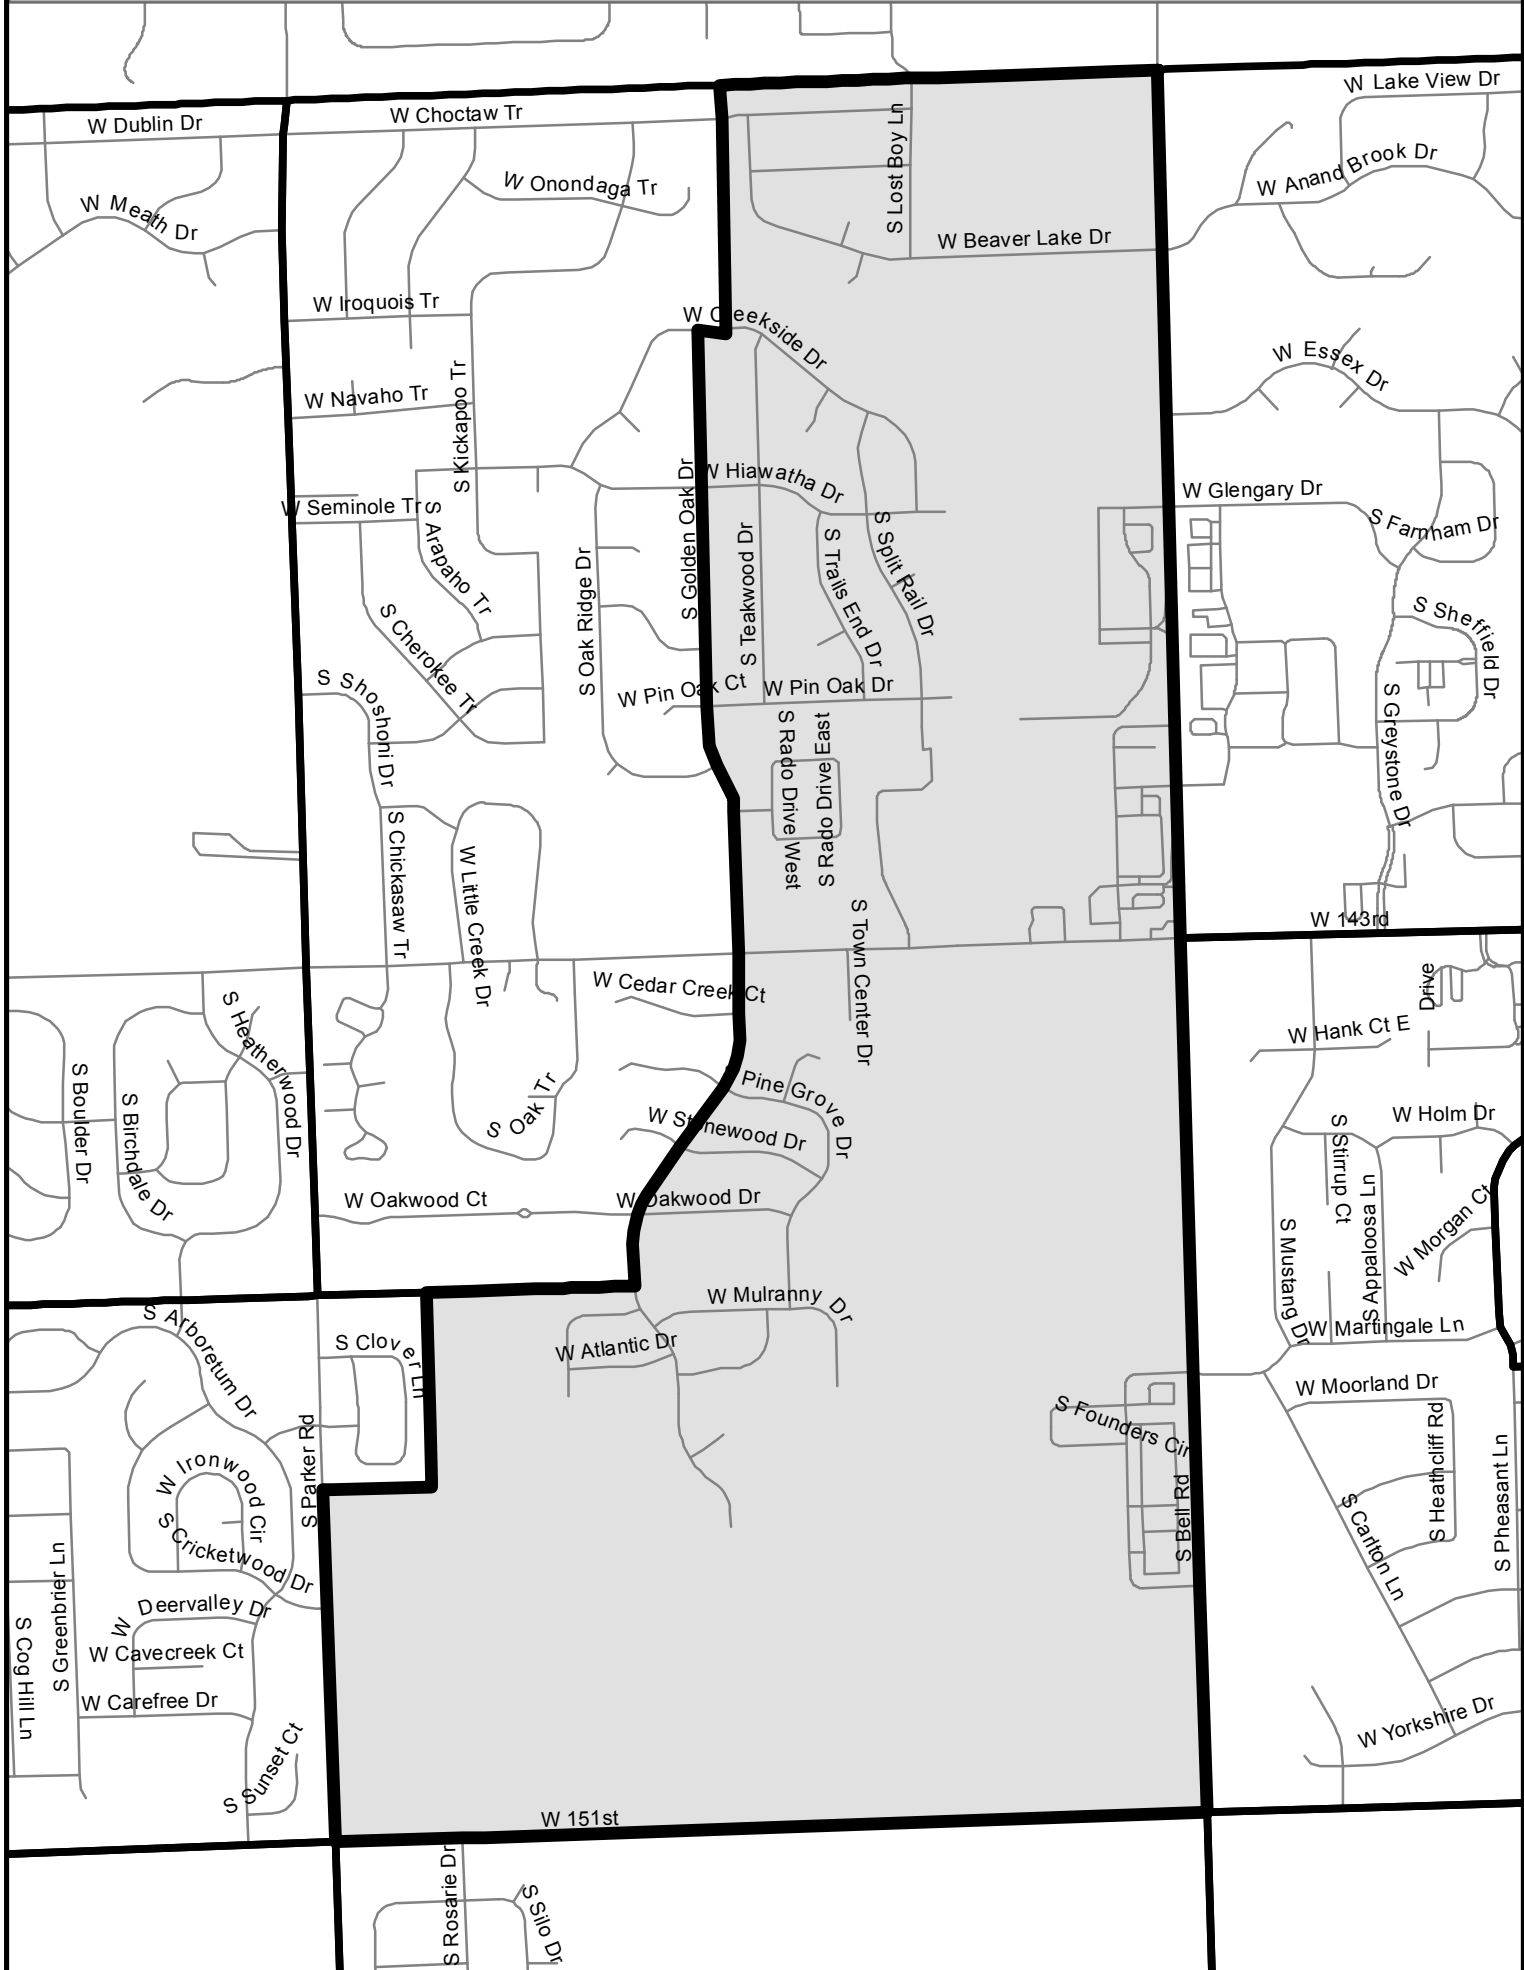 W Lake View Dr
W Choctaw Tr
W Dublin Dr
S Lost Boy Ln
W Anand Brook Dr
W Onondaga Tr
W Meath Dr
W Beaver Lake Dr
W Iroquois Tr
W Creekside Dr
W Essex Dr
W Navaho Tr
S Kickapoo Tr
W Hiawatha Dr
W Glengary Dr
W Seminole Tr
S Arapaho Tr
S Golden Oak Dr
S Farnham Dr
S Oak Ridge Dr
S Teakwood Dr
S Trails End Dr
S Split Rail Dr
S Cherokee Tr
S Sheffield Dr
S Shoshoni Dr
W Pin Oak Ct
W Pin Oak Dr
S Greystone Dr
S Rado Drive West
S Rado Drive East
S Chickasaw Tr
W Little Creek Dr
W 143rd
S Town Center Dr
W Cedar Creek Ct
Drive
S Heatherwood Dr
W Hank Ct E
S Boulder Dr
S Birchdale Dr
S Oak Tr
Pine Grove Dr
W Stonewood Dr
W Holm Dr
S Stirrup Ct
S Appaloosa Ln
W Morgan Ct
W Oakwood Ct
W Oakwood Dr
S Mustang Dr
W Mulranny Dr
S Arboretum Dr
S Clover Ln
W Atlantic Dr
W Martingale Ln
W Moorland Dr
S Founders Cir
S Parker Rd
S Heathcliff Rd
S Pheasant Ln
W Ironwood Cir
S Bell Rd
S Carlton Ln
S Cricketwood Dr
S Greenbrier Ln
W Deervalley Dr
S Cog Hill Ln
W Cavecreek Ct
W Carefree Dr
W Yorkshire Dr
S Sunset Ct
W 151st
S Rosarie Dr
S Silo Dr